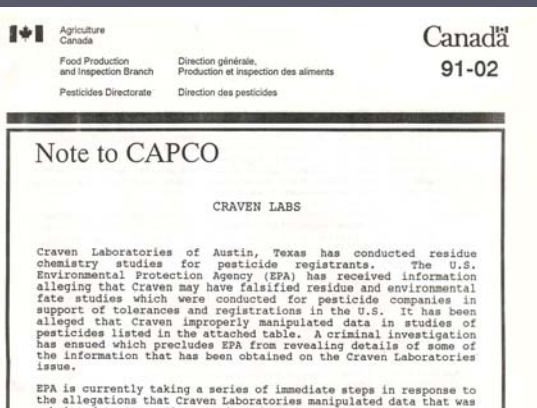 Agriculture
Canada
Canada
Food Production
and Inspection Branch
Direction générale,
Production et inspection des aliments
91-02
Pesticides Directorate
Direction des pesticides
Note to CAPCO
CRAVEN LABS
Craven Laboratories of Austin, Texas has conducted residue
chemistry studies for pesticide registrants. The U.S.
Environmental Protection Agency (EPA) has received information
alleging that Craven may have falsified residue and environmental
fate studies which were conducted for pesticide companies in
support of tolerances and registrations in the U.S. It has been
alleged that Craven improperly manipulated data in studies of
pesticides listed in the attached table. A criminal investigation
has ensued which precludes EPA from revealing details of some of
the information that has been obtained on the Craven Laboratories
issue.
EPA is currently taking a series of immediate steps in response to
the allegations that Craven Laboratories manipulated data that was